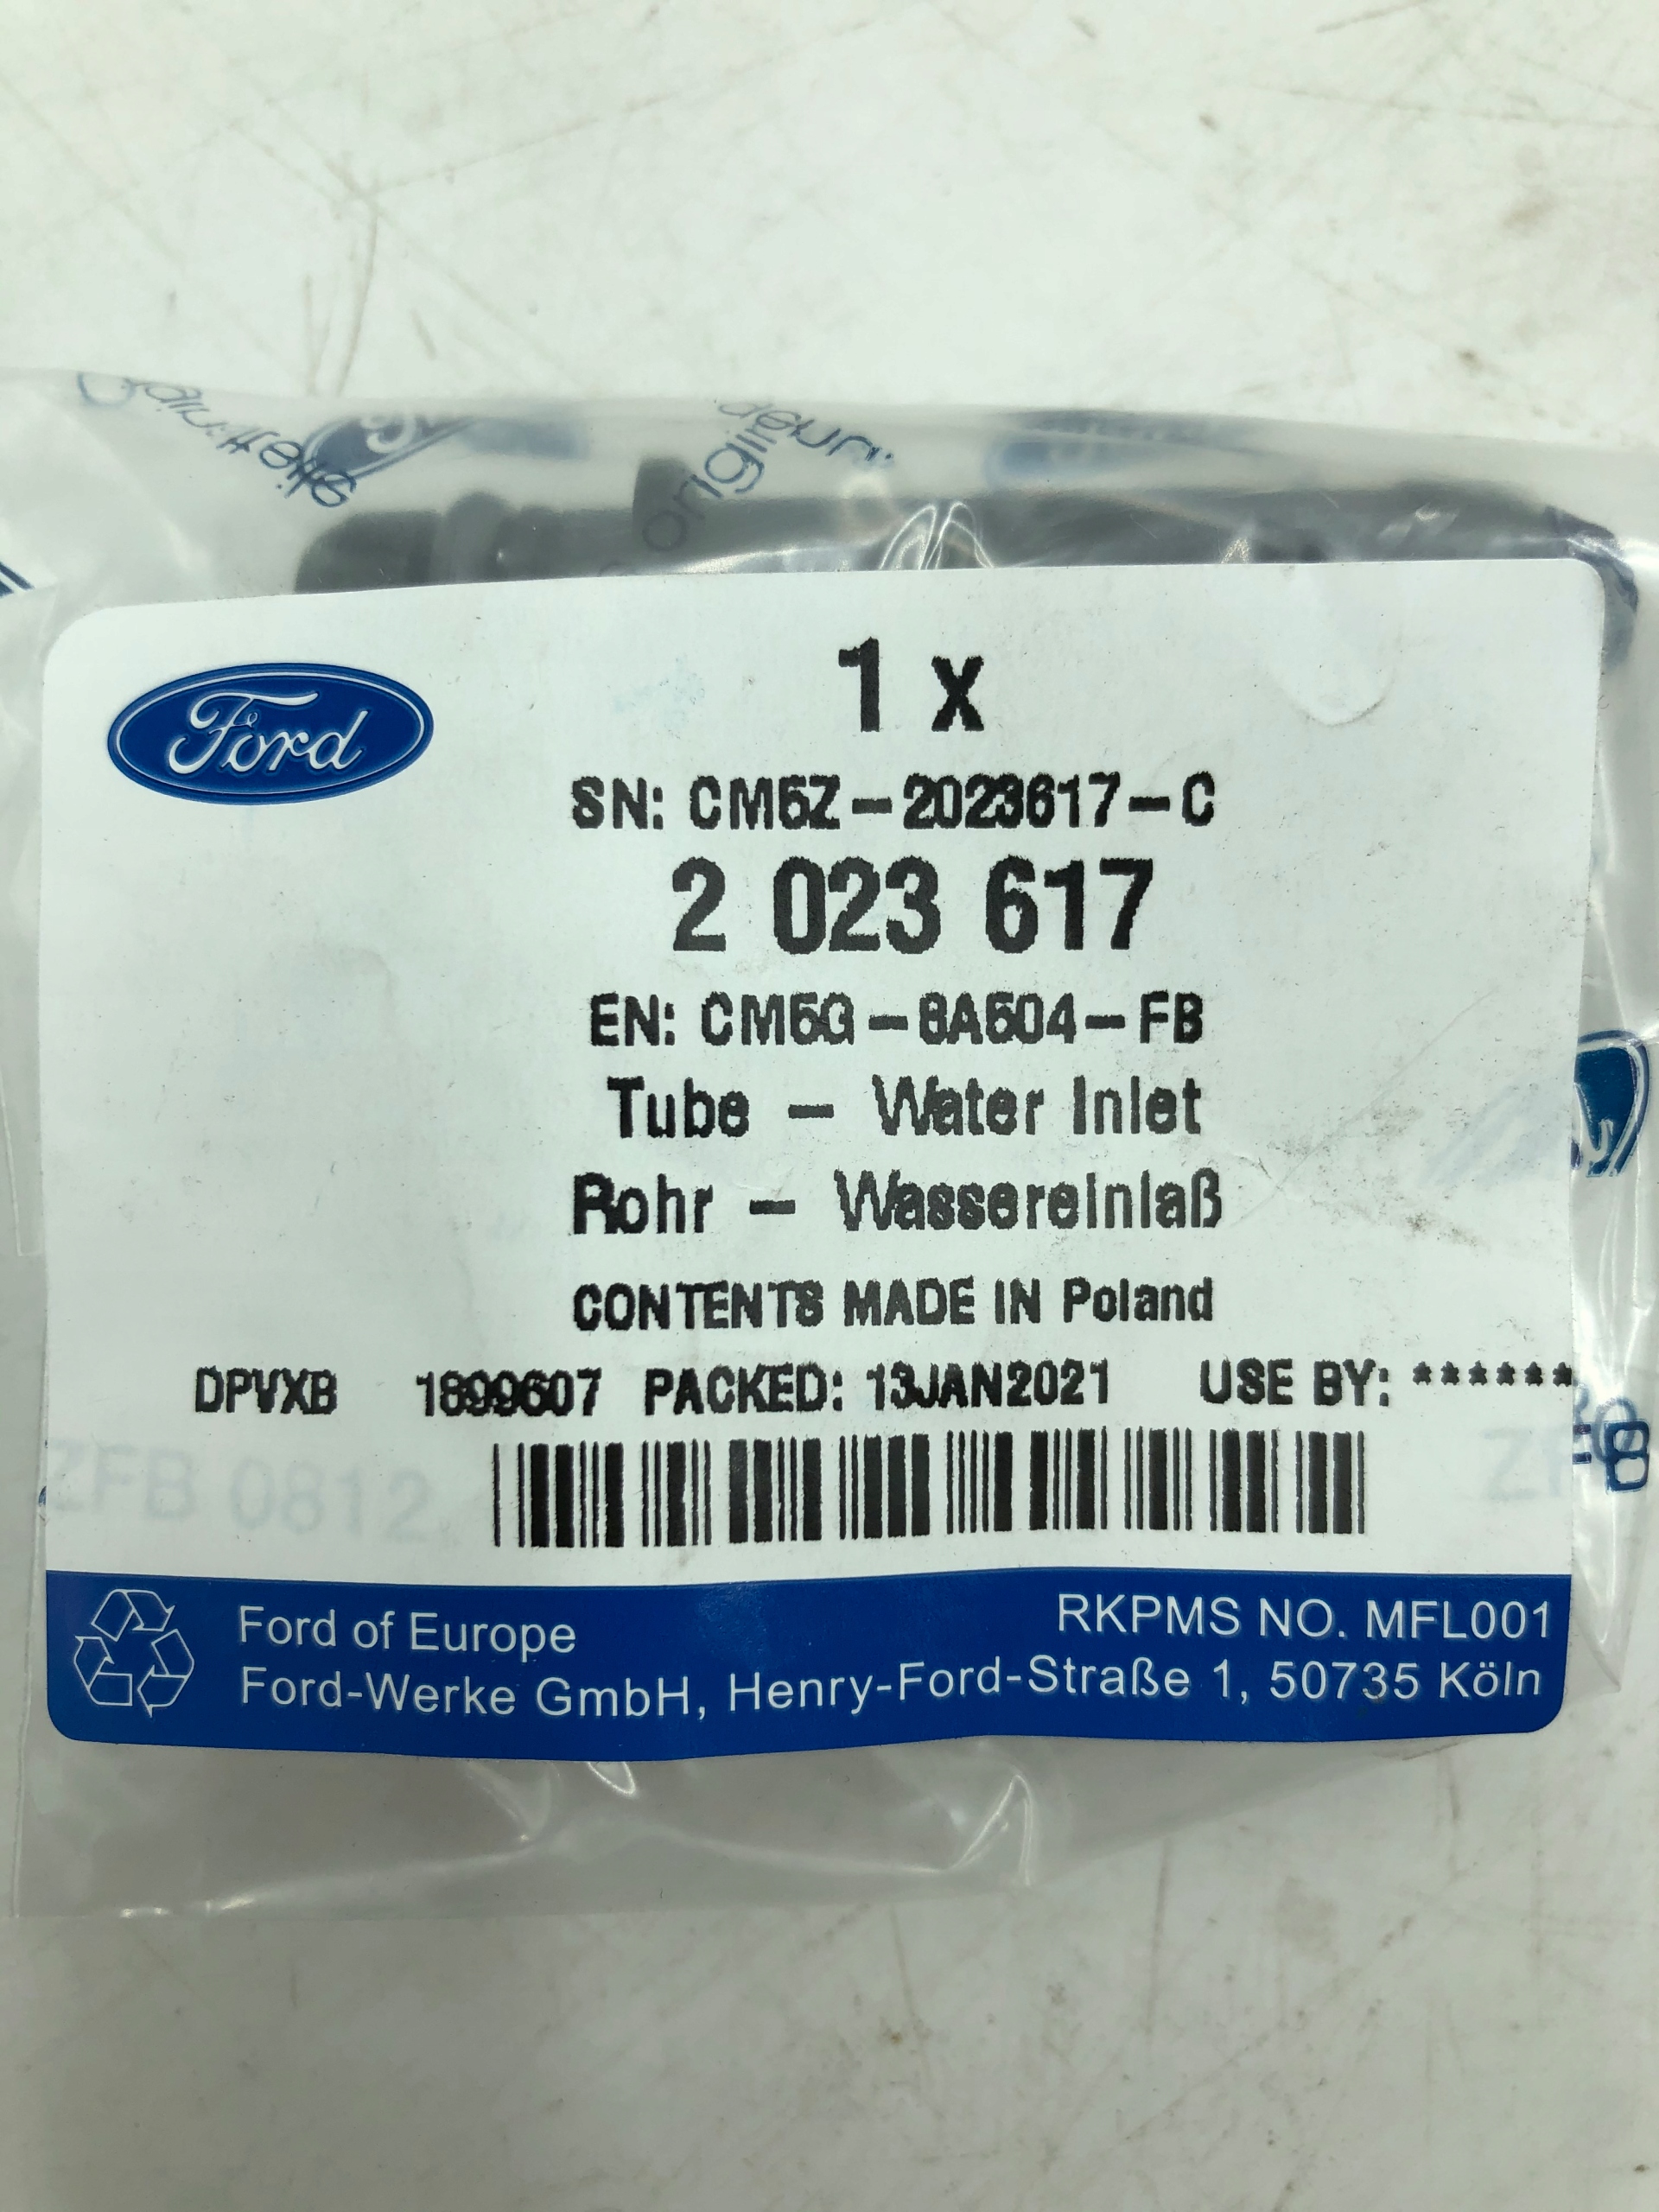 Ford
1 x
SN: CM5Z-2023617-C
2 023 617
EN: CM5G-8A504-FB
Tube - Water Inlet
Rohr - Wassereinlaß
CONTENTS MADE IN Poland
DPVXB 1899607 PACKED: 13JAN2021 USE BY: ******
ZFB 0812
Ford of Europe
RKPMS NO. MFL001
Ford-Werke GmbH, Henry-Ford-Straße 1, 50735 Köln